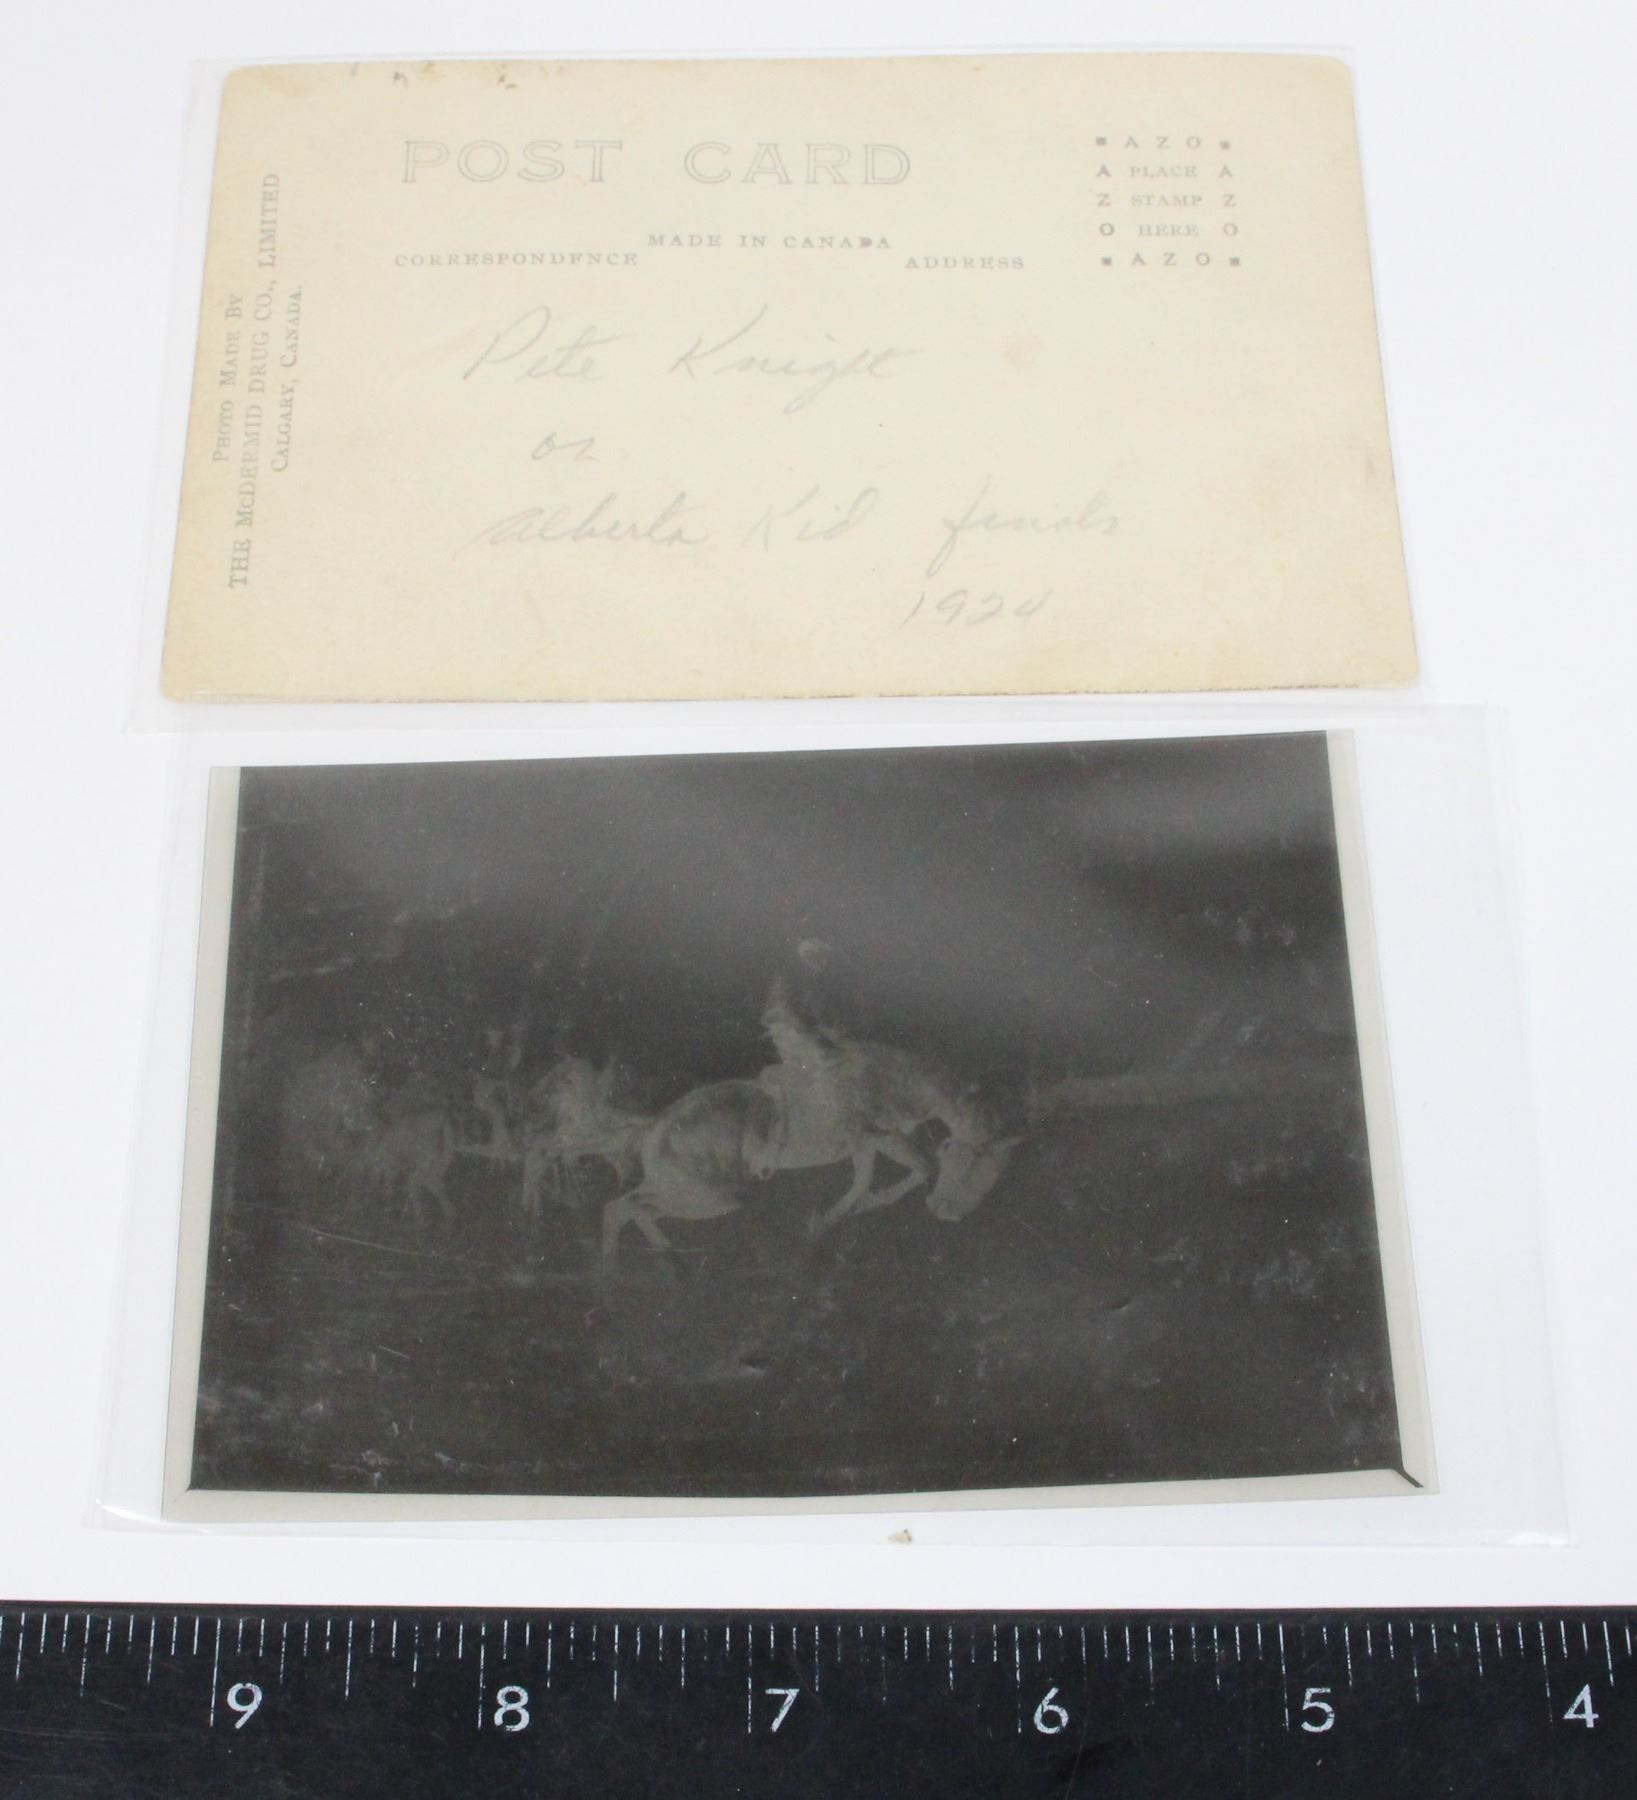 POST CARD
MADE IN CANADA
CORRESPONDENCE
ADDRESS
AZO
A PLACE A
Z STAMP Z
O HERE O
AZO
PHOTO MADE BY
THE MCDERMID DRUG CO., LIMITED
CALGARY, CANADA.
Pete Knight
on
Alberta Kid finals
1924
9 8 7 6 5 4